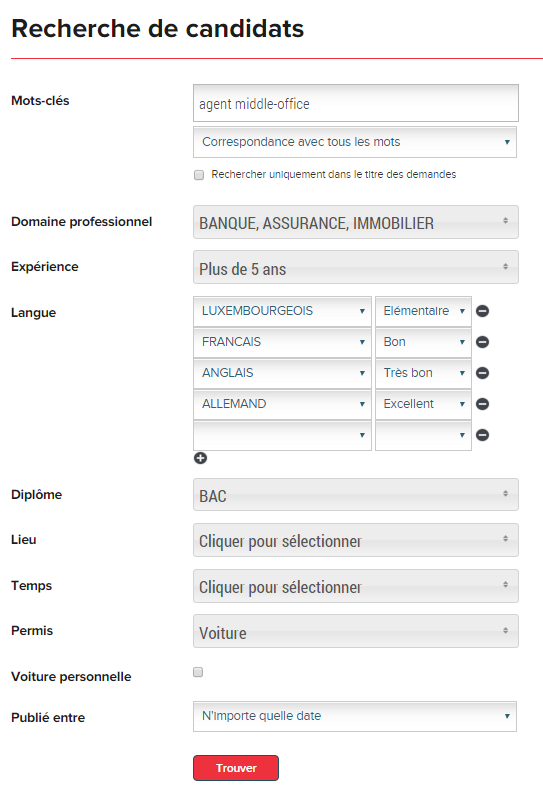 Recherche de candidats
Mots-clés
agent middle-office
Correspondance avec tous les mots
Rechercher uniquement dans le titre des demandes
Domaine professionnel
BANQUE, ASSURANCE, IMMOBILIER
Expérience
Plus de 5 ans
Langue
LUXEMBOURGEOIS Elémentaire
FRANCAIS Bon
ANGLAIS Très bon
ALLEMAND Excellent
Diplôme
BAC
Lieu
Cliquer pour sélectionner
Temps
Cliquer pour sélectionner
Permis
Voiture
Voiture personnelle
Publié entre
N'importe quelle date
Trouver